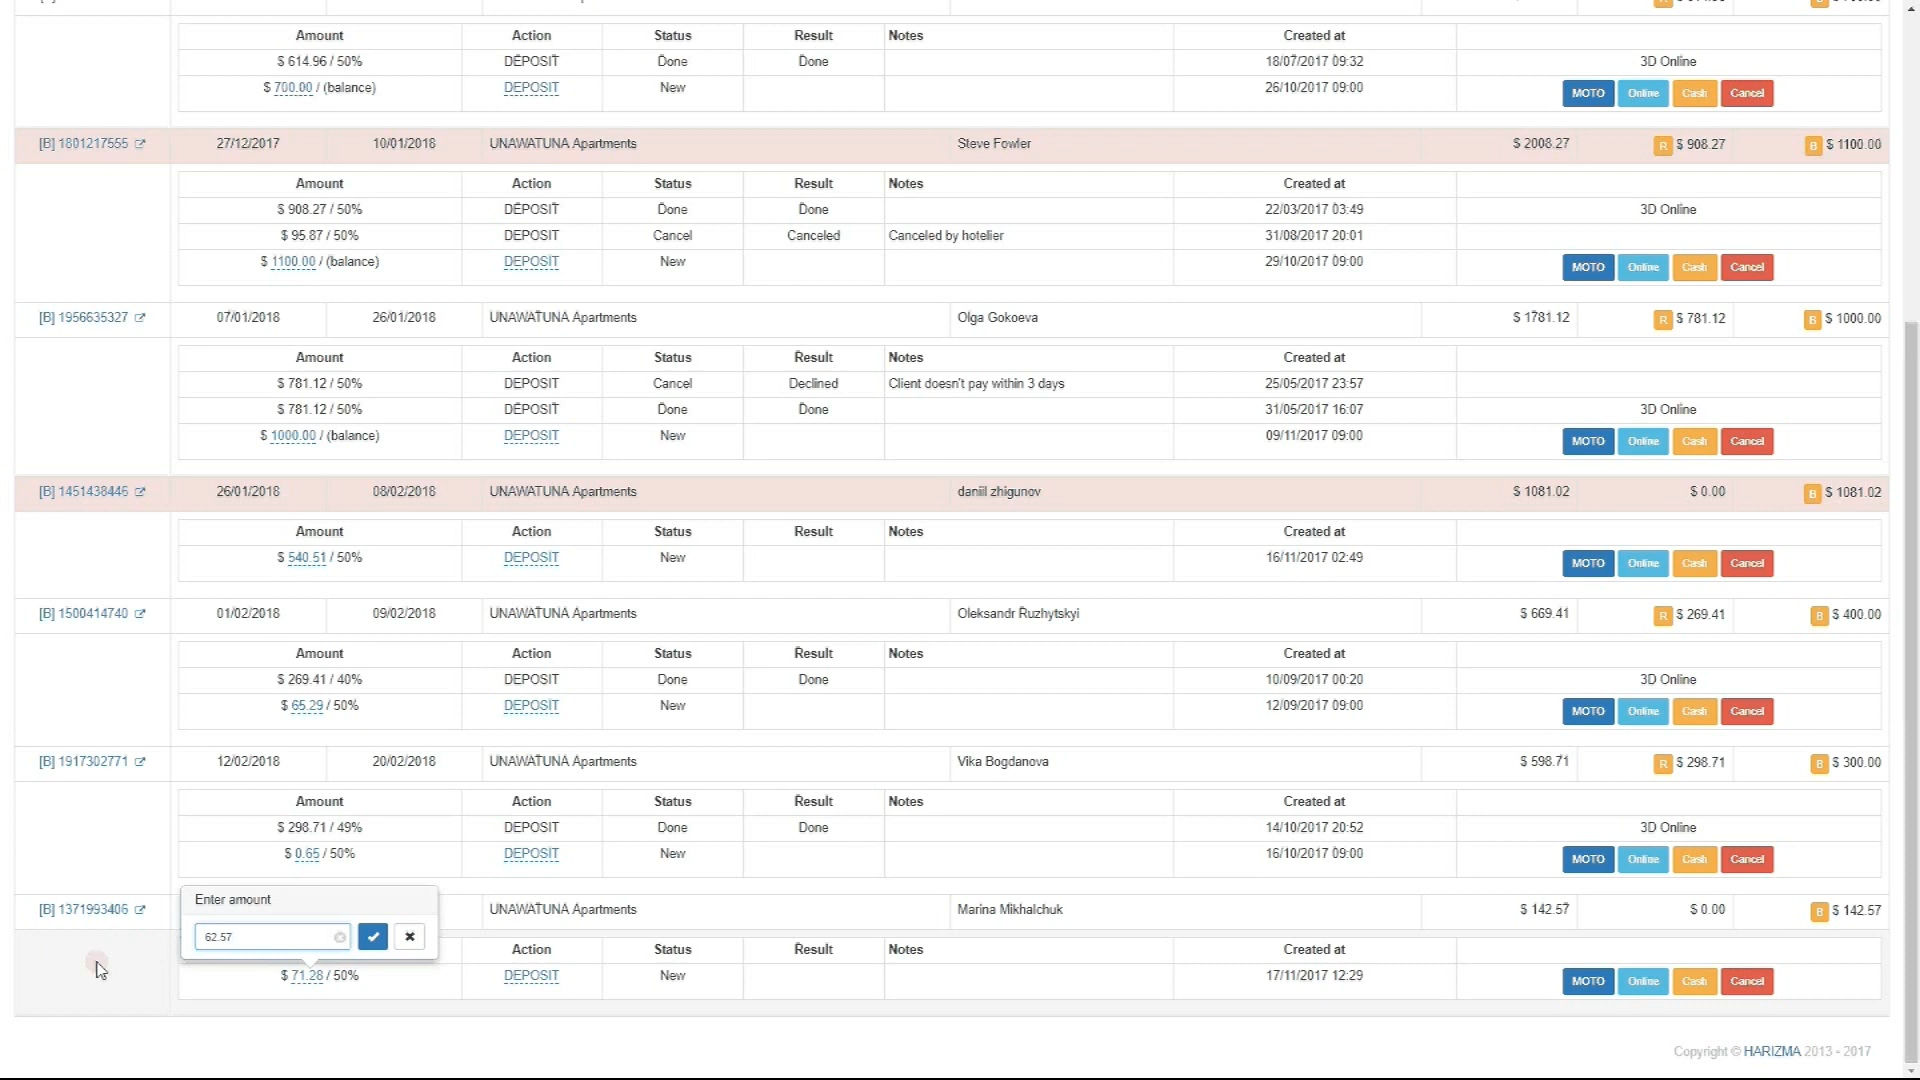 Amount Action Status Result Notes Created at
$ 614.96 / 50% DEPOSIT Done Done 18/07/2017 09:32 3D Online
$ 700.00 / (balance) DEPOSIT New 26/10/2017 09:00 MOTO Online Cash Cancel
[B] 1801217555 27/12/2017 10/01/2018 UNAWATUNA Apartments Steve Fowler $ 2008.27 R $ 908.27 B $ 1100.00
Amount Action Status Result Notes Created at
$ 908.27 / 50% DEPOSIT Done Done 22/03/2017 03:49 3D Online
$ 95.87 / 50% DEPOSIT Cancel Canceled Canceled by hotelier 31/08/2017 20:01
$ 1100.00 / (balance) DEPOSIT New 29/10/2017 09:00 MOTO Online Cash Cancel
[B] 1956635327 07/01/2018 26/01/2018 UNAWATUNA Apartments Olga Gokoeva $ 1781.12 R $ 781.12 B $ 1000.00
Amount Action Status Result Notes Created at
$ 781.12 / 50% DEPOSIT Cancel Declined Client doesn't pay within 3 days 25/05/2017 23:57
$ 781.12 / 50% DEPOSIT Done Done 31/05/2017 16:07 3D Online
$ 1000.00 / (balance) DEPOSIT New 09/11/2017 09:00 MOTO Online Cash Cancel
[B] 1451438446 26/01/2018 08/02/2018 UNAWATUNA Apartments daniil zhigunov $ 1081.02 $ 0.00 B $ 1081.02
Amount Action Status Result Notes Created at
$ 540.51 / 50% DEPOSIT New 16/11/2017 02:49 MOTO Online Cash Cancel
[B] 1500414740 01/02/2018 09/02/2018 UNAWATUNA Apartments Oleksandr Ruzhytskyi $ 669.41 R $ 269.41 B $ 400.00
Amount Action Status Result Notes Created at
$ 269.41 / 40% DEPOSIT Done Done 10/09/2017 00:20 3D Online
$ 65.29 / 50% DEPOSIT New 12/09/2017 09:00 MOTO Online Cash Cancel
[B] 1917302771 12/02/2018 20/02/2018 UNAWATUNA Apartments Vika Bogdanova $ 598.71 R $ 298.71 B $ 300.00
Amount Action Status Result Notes Created at
$ 298.71 / 49% DEPOSIT Done Done 14/10/2017 20:52 3D Online
$ 0.65 / 50% DEPOSIT New 16/10/2017 09:00 MOTO Online Cash Cancel
Enter amount
[B] 1371993406 UNAWATUNA Apartments Marina Mikhalchuk $ 142.57 $ 0.00 B $ 142.57
62.57
Action Status Result Notes Created at
$ 71.28 / 50% DEPOSIT New 17/11/2017 12:29 MOTO Online Cash Cancel
Copyright © HARIZMA 2013 - 2017